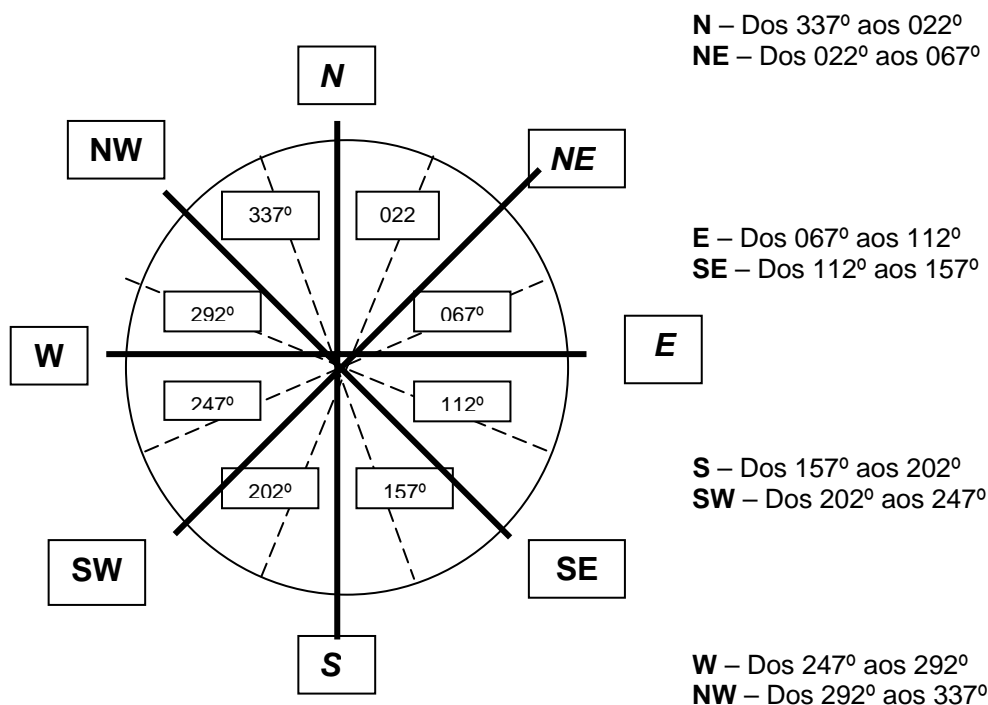 N – Dos 337º aos 022º
NE – Dos 022º aos 067º
N
NW
NE
337º
022
E – Dos 067º aos 112º
SE – Dos 112º aos 157º
292º
067º
W
E
247º
112º
S – Dos 157º aos 202º
SW – Dos 202º aos 247º
202º
157º
SW
SE
S
W – Dos 247º aos 292º
NW – Dos 292º aos 337º